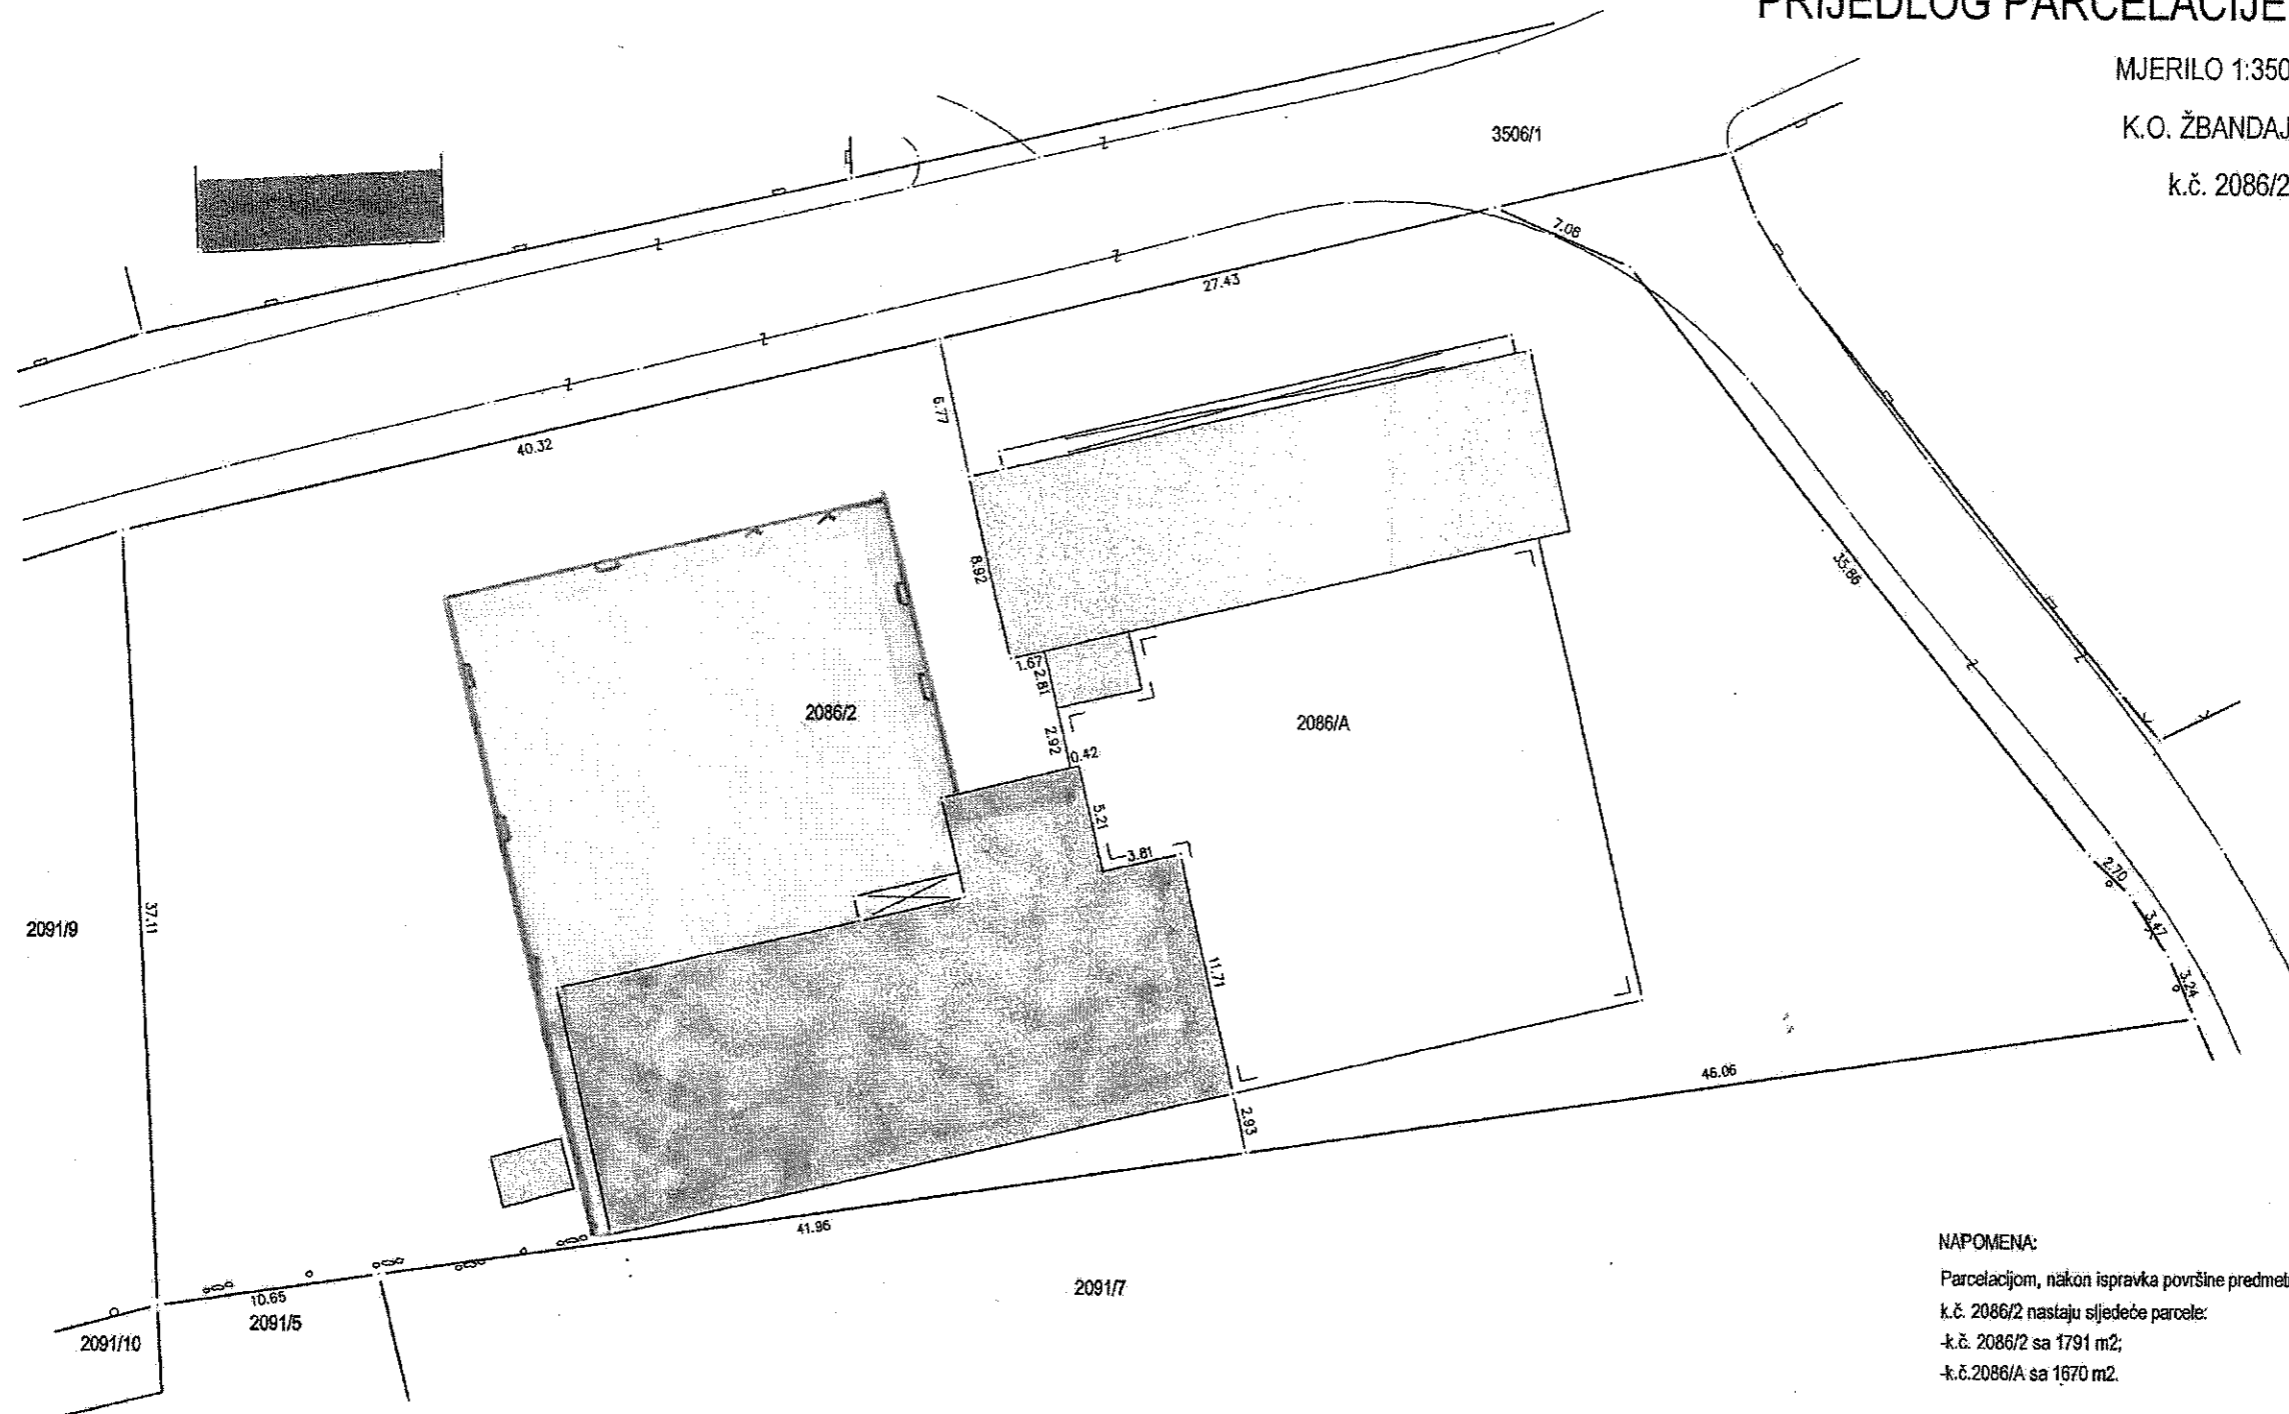 PRIJEDLOG PARCELACIJE
MJERILO 1:350
K.O. ŽBANDAJ
k.č. 2086/2
3506/1
7.06
27.43
6.77
40.32
8.92
35.86
1.67
2.81
2086/2
2086/A
2.92
0.42
5.21
3.81
2.70
3.47
2091/9
37.11
11.71
3.24
46.06
2.93
41.96
10.65
2091/5
2091/7
2091/10
NAPOMENA:
Parcelacijom, nakon ispravka površine predmet
k.č. 2086/2 nastaju sljedeće parcele:
-k.č. 2086/2 sa 1791 m2;
-k.č.2086/A sa 1670 m2.